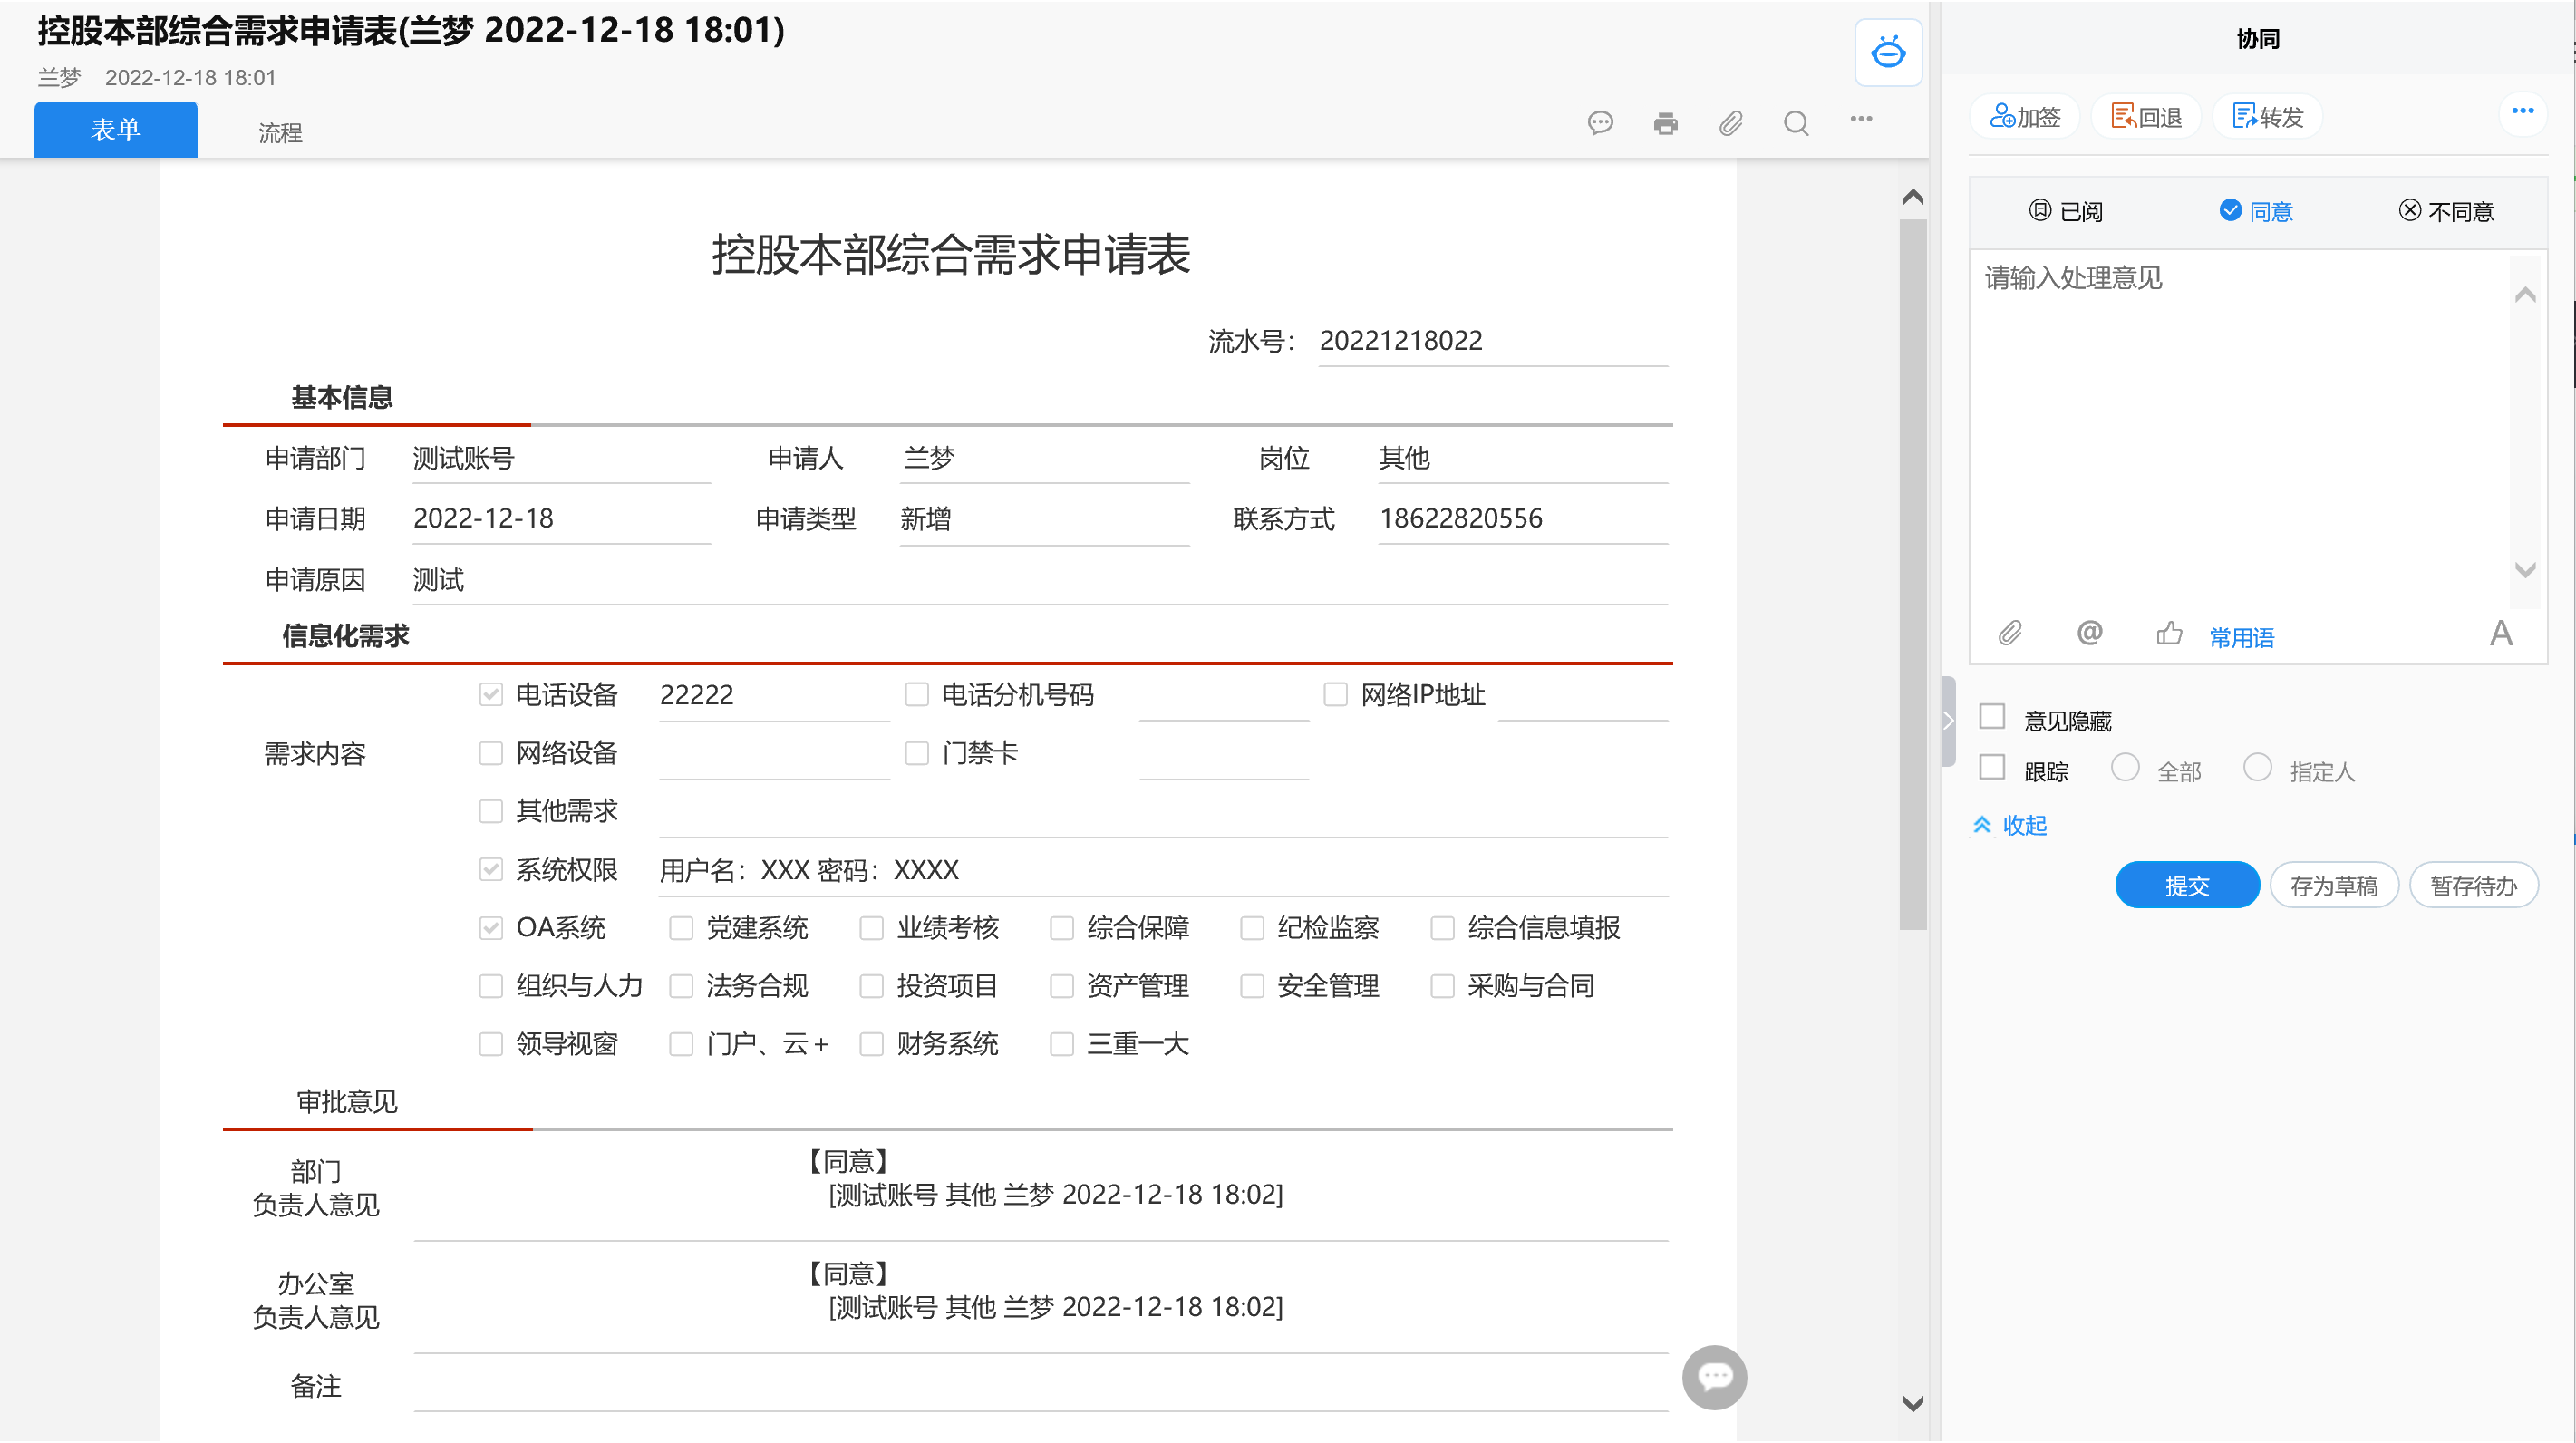 控股本部综合需求申请表(兰梦 2022-12-18 18:01)
兰梦 2022-12-18 18:01
表单 流程
控股本部综合需求申请表
流水号： 20221218022
基本信息
申请部门 测试账号 申请人 兰梦 岗位 其他
申请日期 2022-12-18 申请类型 新增 联系方式 18622820556
申请原因 测试
信息化需求
电话设备 22222 电话分机号码 网络IP地址
需求内容 网络设备 门禁卡
其他需求
系统权限 用户名：XXX 密码：XXXX
OA系统 党建系统 业绩考核 综合保障 纪检监察 综合信息填报
组织与人力 法务合规 投资项目 资产管理 安全管理 采购与合同
领导视窗 门户、云+ 财务系统 三重一大
审批意见
部门
负责人意见
【同意】
[测试账号 其他 兰梦 2022-12-18 18:02]
办公室
负责人意见
【同意】
[测试账号 其他 兰梦 2022-12-18 18:02]
备注
协同
加签 回退 转发
已阅 同意 不同意
请输入处理意见
@ 常用语 A
意见隐藏
跟踪 全部 指定人
收起
提交 存为草稿 暂存待办